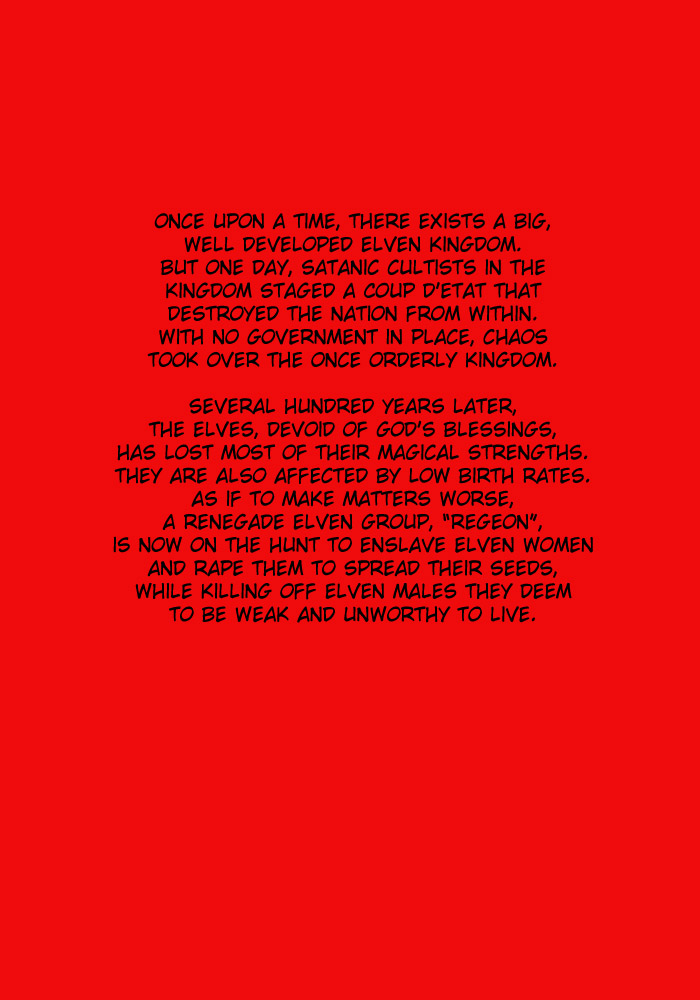 ONCE UPON A TIME, THERE EXISTS A BIG,
WELL DEVELOPED ELVEN KINGDOM.
BUT ONE DAY, SATANIC CULTISTS IN THE
KINGDOM STAGED A COUP D'ETAT THAT
DESTROYED THE NATION FROM WITHIN.
WITH NO GOVERNMENT IN PLACE, CHAOS
TOOK OVER THE ONCE ORDERLY KINGDOM.
SEVERAL HUNDRED YEARS LATER,
THE ELVES, DEVOID OF GOD'S BLESSINGS,
HAS LOST MOST OF THEIR MAGICAL STRENGTHS.
THEY ARE ALSO AFFECTED BY LOW BIRTH RATES.
AS IF TO MAKE MATTERS WORSE,
A RENEGADE ELVEN GROUP, "REGEON",
IS NOW ON THE HUNT TO ENSLAVE ELVEN WOMEN
AND RAPE THEM TO SPREAD THEIR SEEDS,
WHILE KILLING OFF ELVEN MALES THEY DEEM
TO BE WEAK AND UNWORTHY TO LIVE.